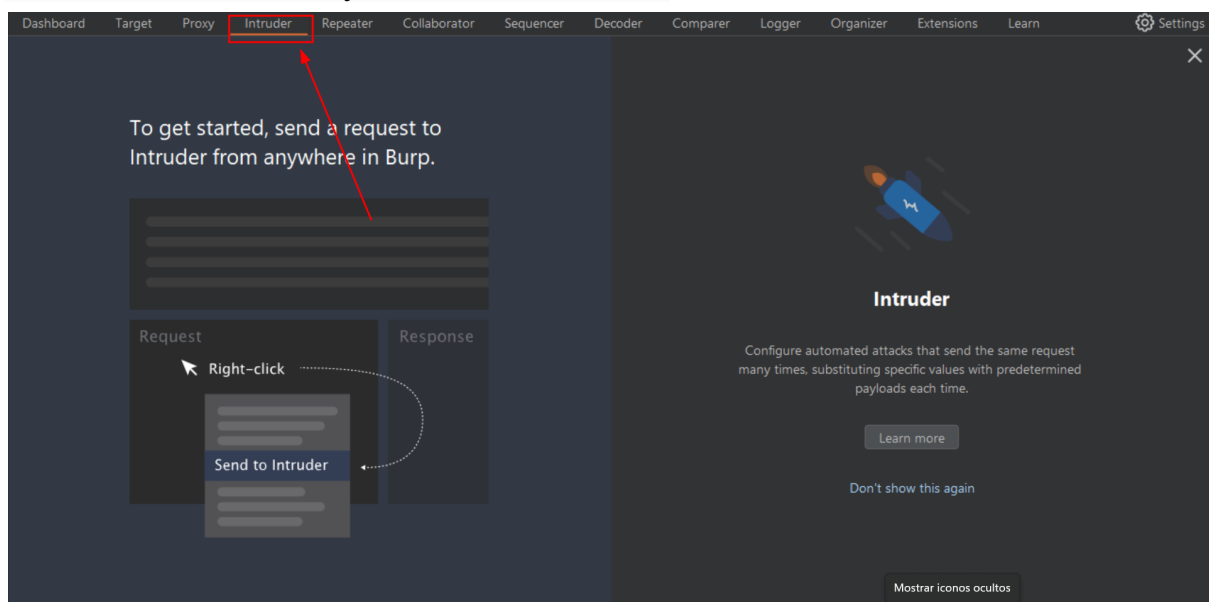 Dashboard Target Proxy Intruder Repeater Collaborator Sequencer Decoder Comparer Logger Organizer Extensions Learn Settings
To get started, send a request to
Intruder from anywhere in Burp.
Request Response
Right-click
Send to Intruder
Intruder
Configure automated attacks that send the same request
many times, substituting specific values with predetermined
payloads each time.
Learn more
Don't show this again
Mostrar iconos ocultos